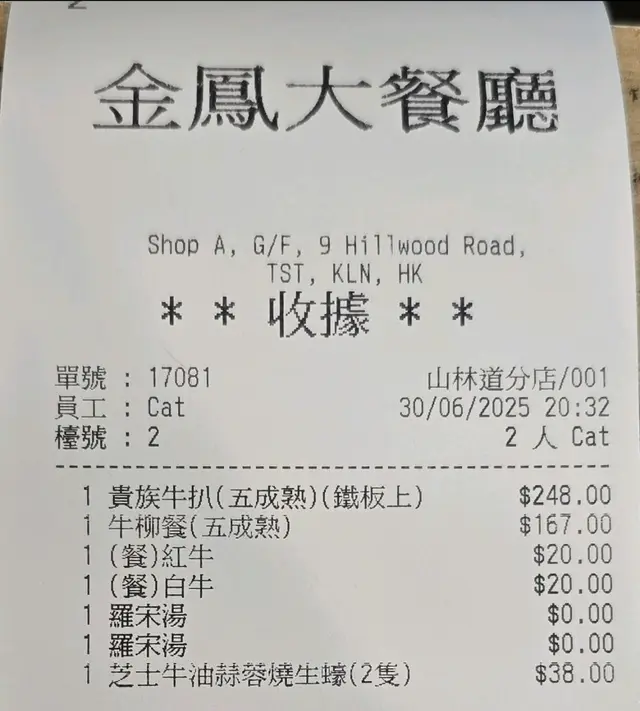 金鳳大餐廳
Shop A, G/F, 9 Hillwood Road,
TST, KLN, HK
* * 收據 * *
單號 : 17081 山林道分店/001
員工 : Cat 30/06/2025 20:32
檯號 : 2 2 人 Cat
1 貴族牛扒(五成熟)(鐵板上) $248.00
1 牛柳餐(五成熟) $167.00
1 (餐)紅牛 $20.00
1 (餐)白牛 $20.00
1 羅宋湯 $0.00
1 羅宋湯 $0.00
1 芝士牛油蒜蓉燒生蠔(2隻) $38.00